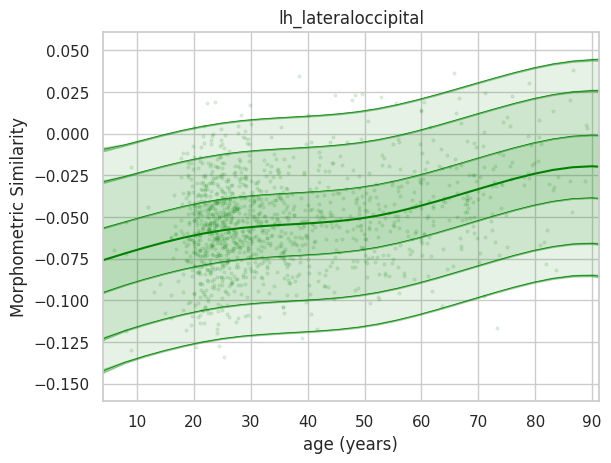 lh_lateraloccipital
Morphometric Similarity
0.050
0.025
0.000
−0.025
−0.050
−0.075
−0.100
−0.125
−0.150
10 20 30 40 50 60 70 80 90
age (years)